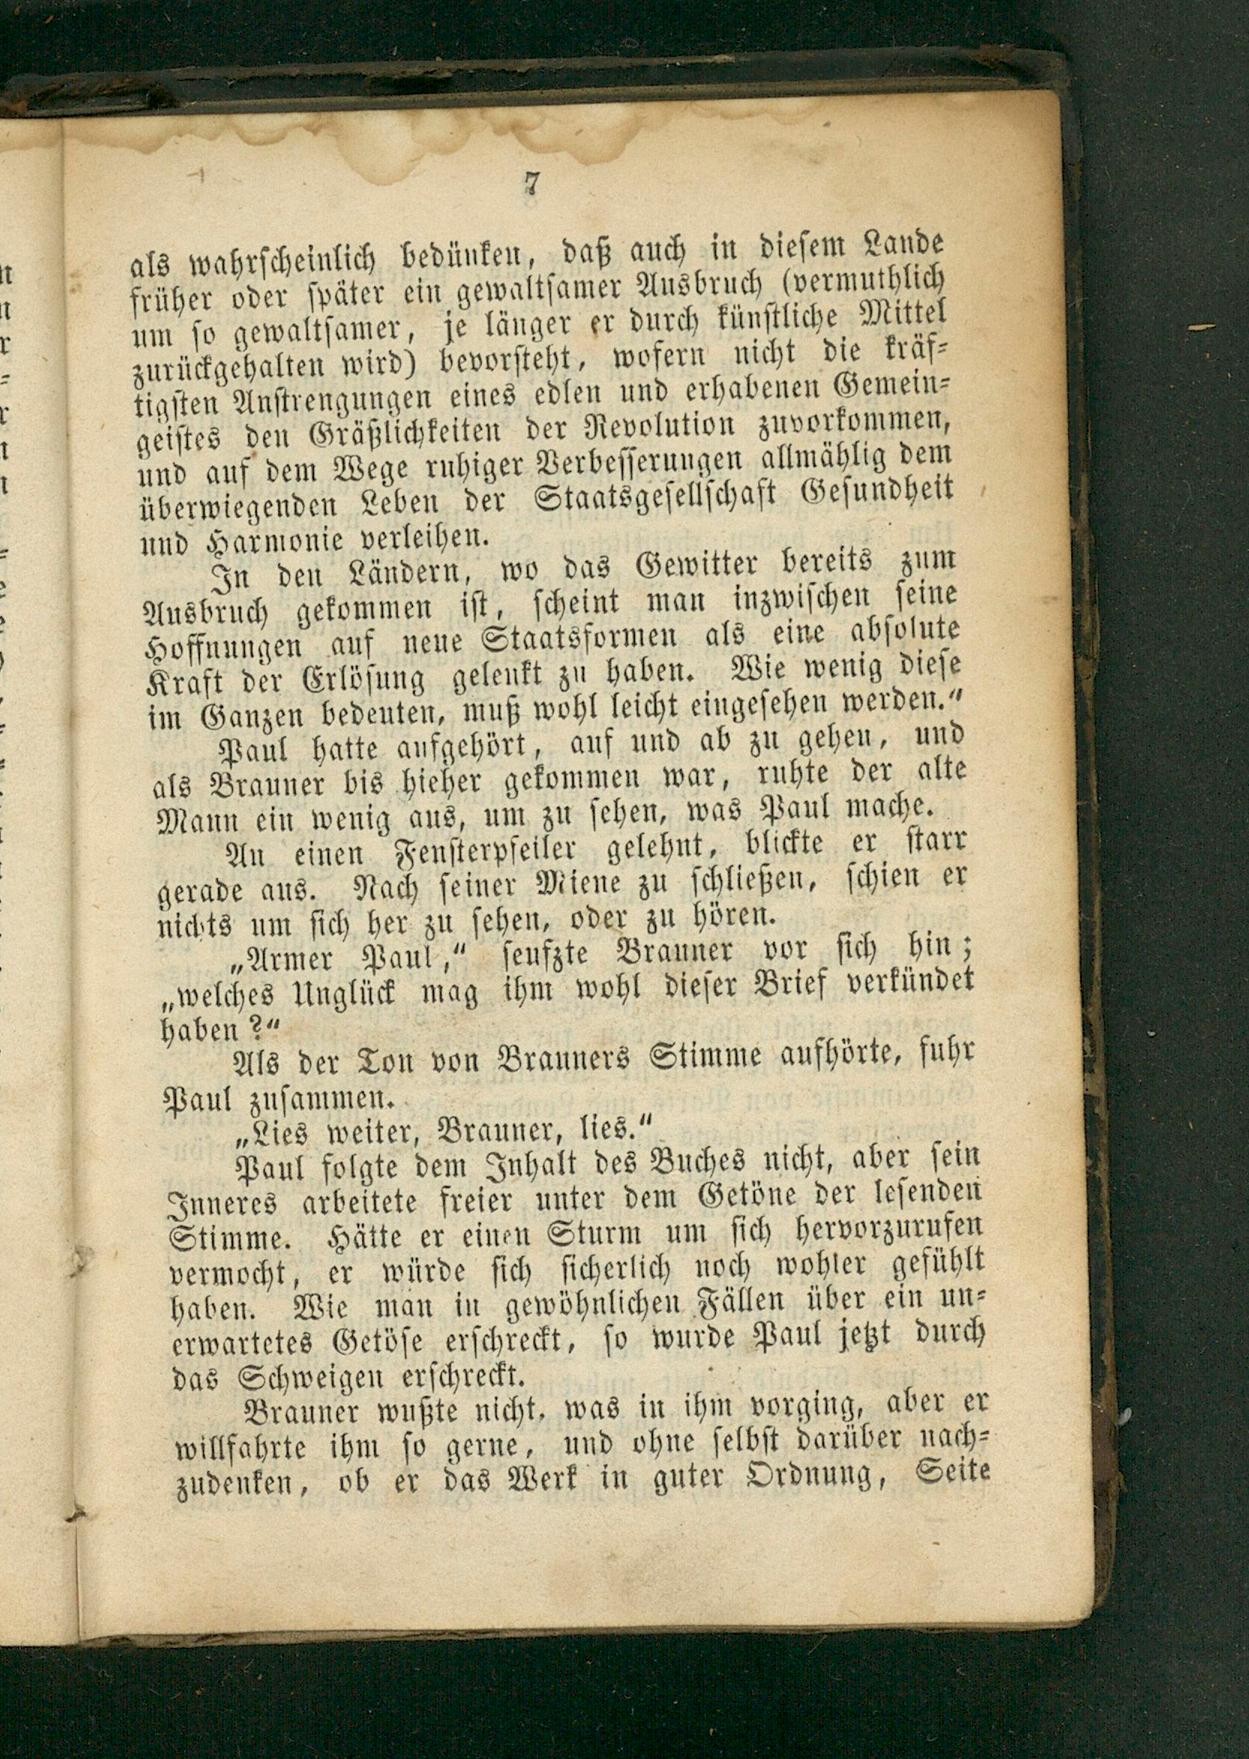 7
als wahrscheinlich bedünken, daß auch in diesem Lande
früher oder später ein gewaltsamer Ausbruch (vermuthlich
um so gewaltsamer, je länger er durch künstliche Mittel
zurückgehalten wird) bevorsteht, wofern nicht die kräf-
tigsten Anstrengungen eines edlen und erhabenen Gemein-
geistes den Gräßlichkeiten der Revolution zuvorkommen,
und auf dem Wege ruhiger Verbesserungen allmählig dem
überwiegenden Leben der Staatsgesellschaft Gesundheit
und Harmonie verleihen.
In den Ländern, wo das Gewitter bereits zum
Ausbruch gekommen ist, scheint man inzwischen seine
Hoffnungen auf neue Staatsformen als eine absolute
Kraft der Erlösung gelenkt zu haben. Wie wenig diese
im Ganzen bedeuten, muß wohl leicht eingesehen werden.“
Paul hatte aufgehört, auf und ab zu gehen, und
als Brauner bis hieher gekommen war, ruhte der alte
Mann ein wenig aus, um zu sehen, was Paul mache.
An einen Fensterpfeiler gelehnt, blickte er starr
gerade aus. Nach seiner Miene zu schließen, schien er
nichts um sich her zu sehen, oder zu hören.
„Armer Paul,“ seufzte Brauner vor sich hin;
„welches Unglück mag ihm wohl dieser Brief verkündet
haben?“
Als der Ton von Brauners Stimme aufhörte, fuhr
Paul zusammen.
„Lies weiter, Brauner, lies.“
Paul folgte dem Inhalt des Buches nicht, aber sein
Inneres arbeitete freier unter dem Getöne der lesenden
Stimme. Hätte er einen Sturm um sich hervorzurufen
vermocht, er würde sich sicherlich noch wohler gefühlt
haben. Wie man in gewöhnlichen Fällen über ein un-
erwartetes Getöse erschreckt, so wurde Paul jetzt durch
das Schweigen erschreckt.
Brauner wußte nicht, was in ihm vorging, aber er
willfahrte ihm so gerne, und ohne selbst darüber nach-
zudenken, ob er das Werk in guter Ordnung, Seite